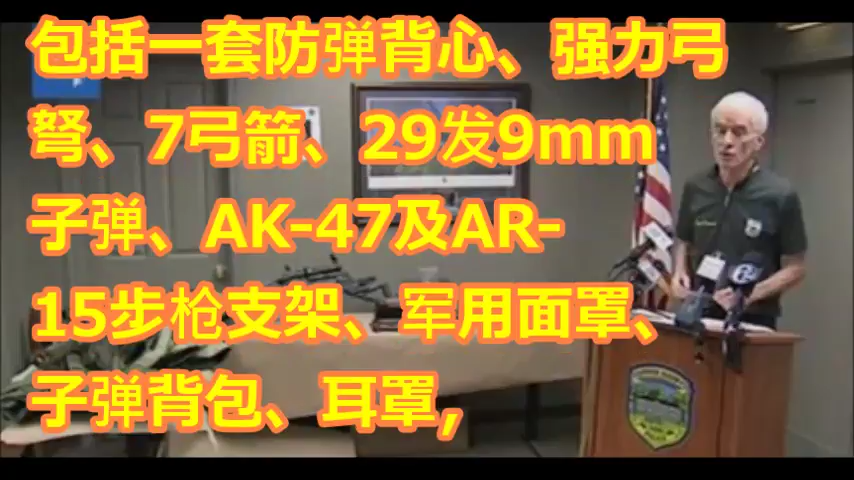 包括一套防弹背心、强力弓
弩、7弓箭、29发9mm
子弹、AK-47及AR-
15步枪支架、军用面罩、
子弹背包、耳罩，
6